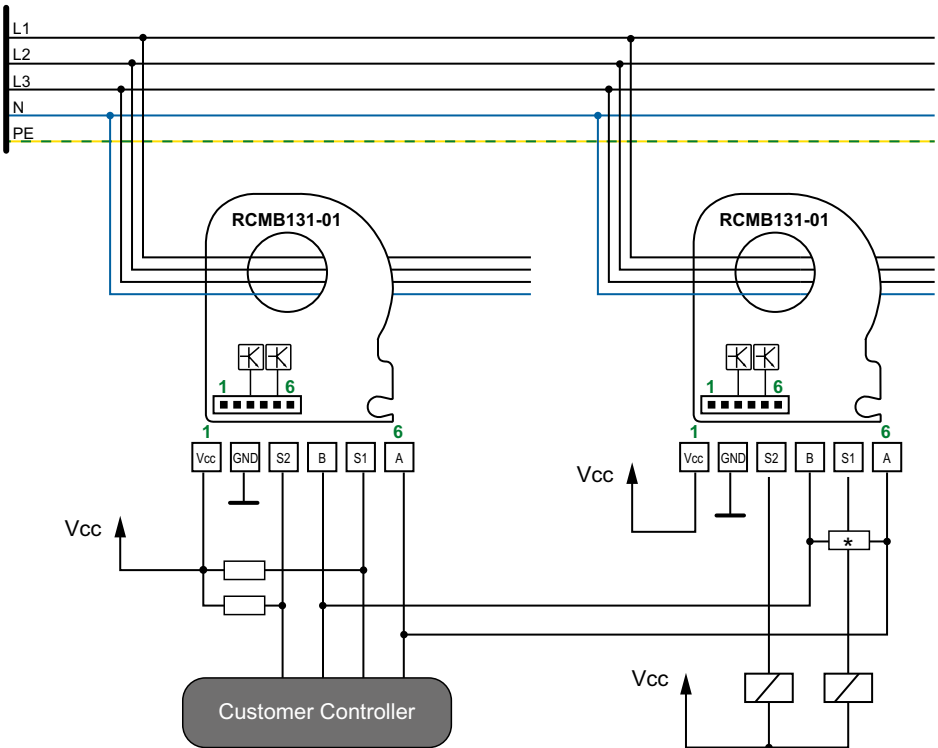 L1
L2
L3
N
PE
RCMB131-01 RCMB131-01
1 6 1 6
1 6 1 6
Vcc GND S2 B S1 A Vcc GND S2 B S1 A
Vcc
Vcc
*
Vcc
Customer Controller